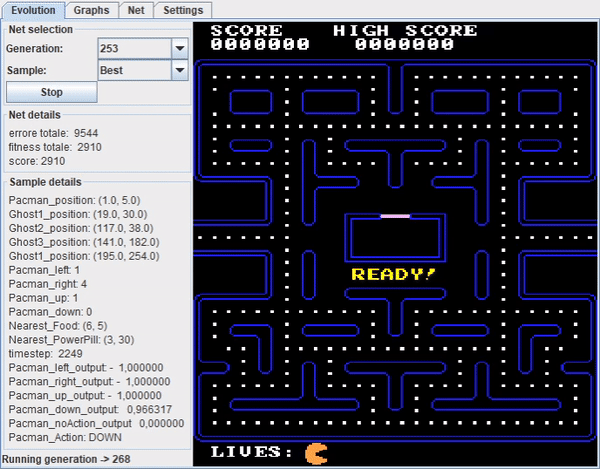 Evolution Graphs Net Settings
Net selection
Generation: 253
Sample: Best
Stop
Net details
errore totale: 9544
fitness totale: 2910
score: 2910
Sample details
Pacman_position: (1.0, 5.0)
Ghost1_position: (19.0, 30.0)
Ghost2_position: (117.0, 38.0)
Ghost3_position: (141.0, 182.0)
Ghost1_position: (195.0, 254.0)
Pacman_left: 1
Pacman_right: 4
Pacman_up: 1
Pacman_down: 0
Nearest_Food: (6, 5)
Nearest_PowerPill: (3, 30)
timestep: 2249
Pacman_left_output: - 1,000000
Pacman_right_output: - 1,000000
Pacman_up_output: - 1,000000
Pacman_down_output: 0,966317
Pacman_noAction_output 0,000000
Pacman_Action: DOWN
Running generation -> 268
SCORE HIGH SCORE
0000000 0000000
READY!
LIVES: